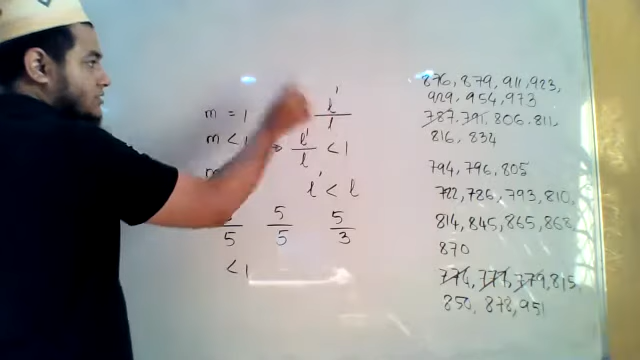 m = 1
l'/l
m < 1 ⇒ l'/l < 1
m
l' < l
/5 5/5 5/3
< 1
876, 879, 911, 923,
929, 954, 973
787, 791, 806, 811,
816, 834
794, 796, 805
722, 726, 793, 810,
814, 845, 865, 868,
870
779, 815,
850, 878, 951